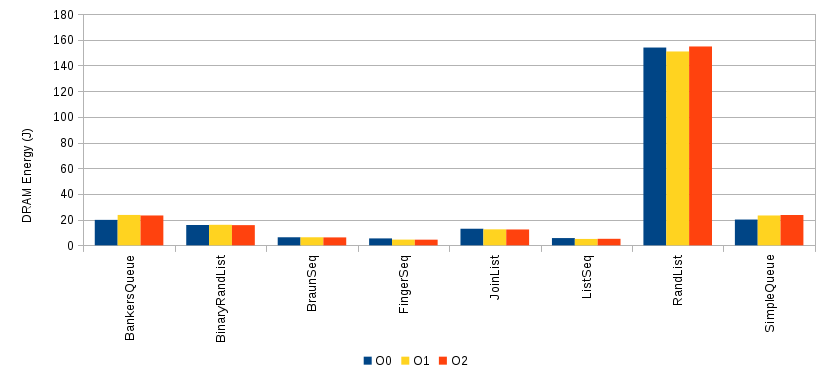 180
160
140
120
100
80
60
40
20
0
DRAM Energy (J)
BankersQueue
BinaryRandList
BraunSeq
FingerSeq
JoinList
ListSeq
RandList
SimpleQueue
O0 O1 O2